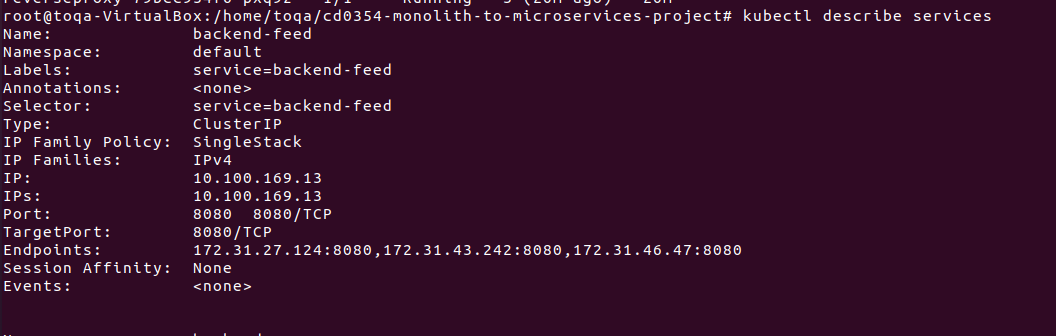 root@toqa-VirtualBox:/home/toqa/cd0354-monolith-to-microservices-project# kubectl describe services
Name:              backend-feed
Namespace:         default
Labels:            service=backend-feed
Annotations:       <none>
Selector:          service=backend-feed
Type:              ClusterIP
IP Family Policy:  SingleStack
IP Families:       IPv4
IP:                10.100.169.13
IPs:               10.100.169.13
Port:              8080  8080/TCP
TargetPort:        8080/TCP
Endpoints:         172.31.27.124:8080,172.31.43.242:8080,172.31.46.47:8080
Session Affinity:  None
Events:            <none>